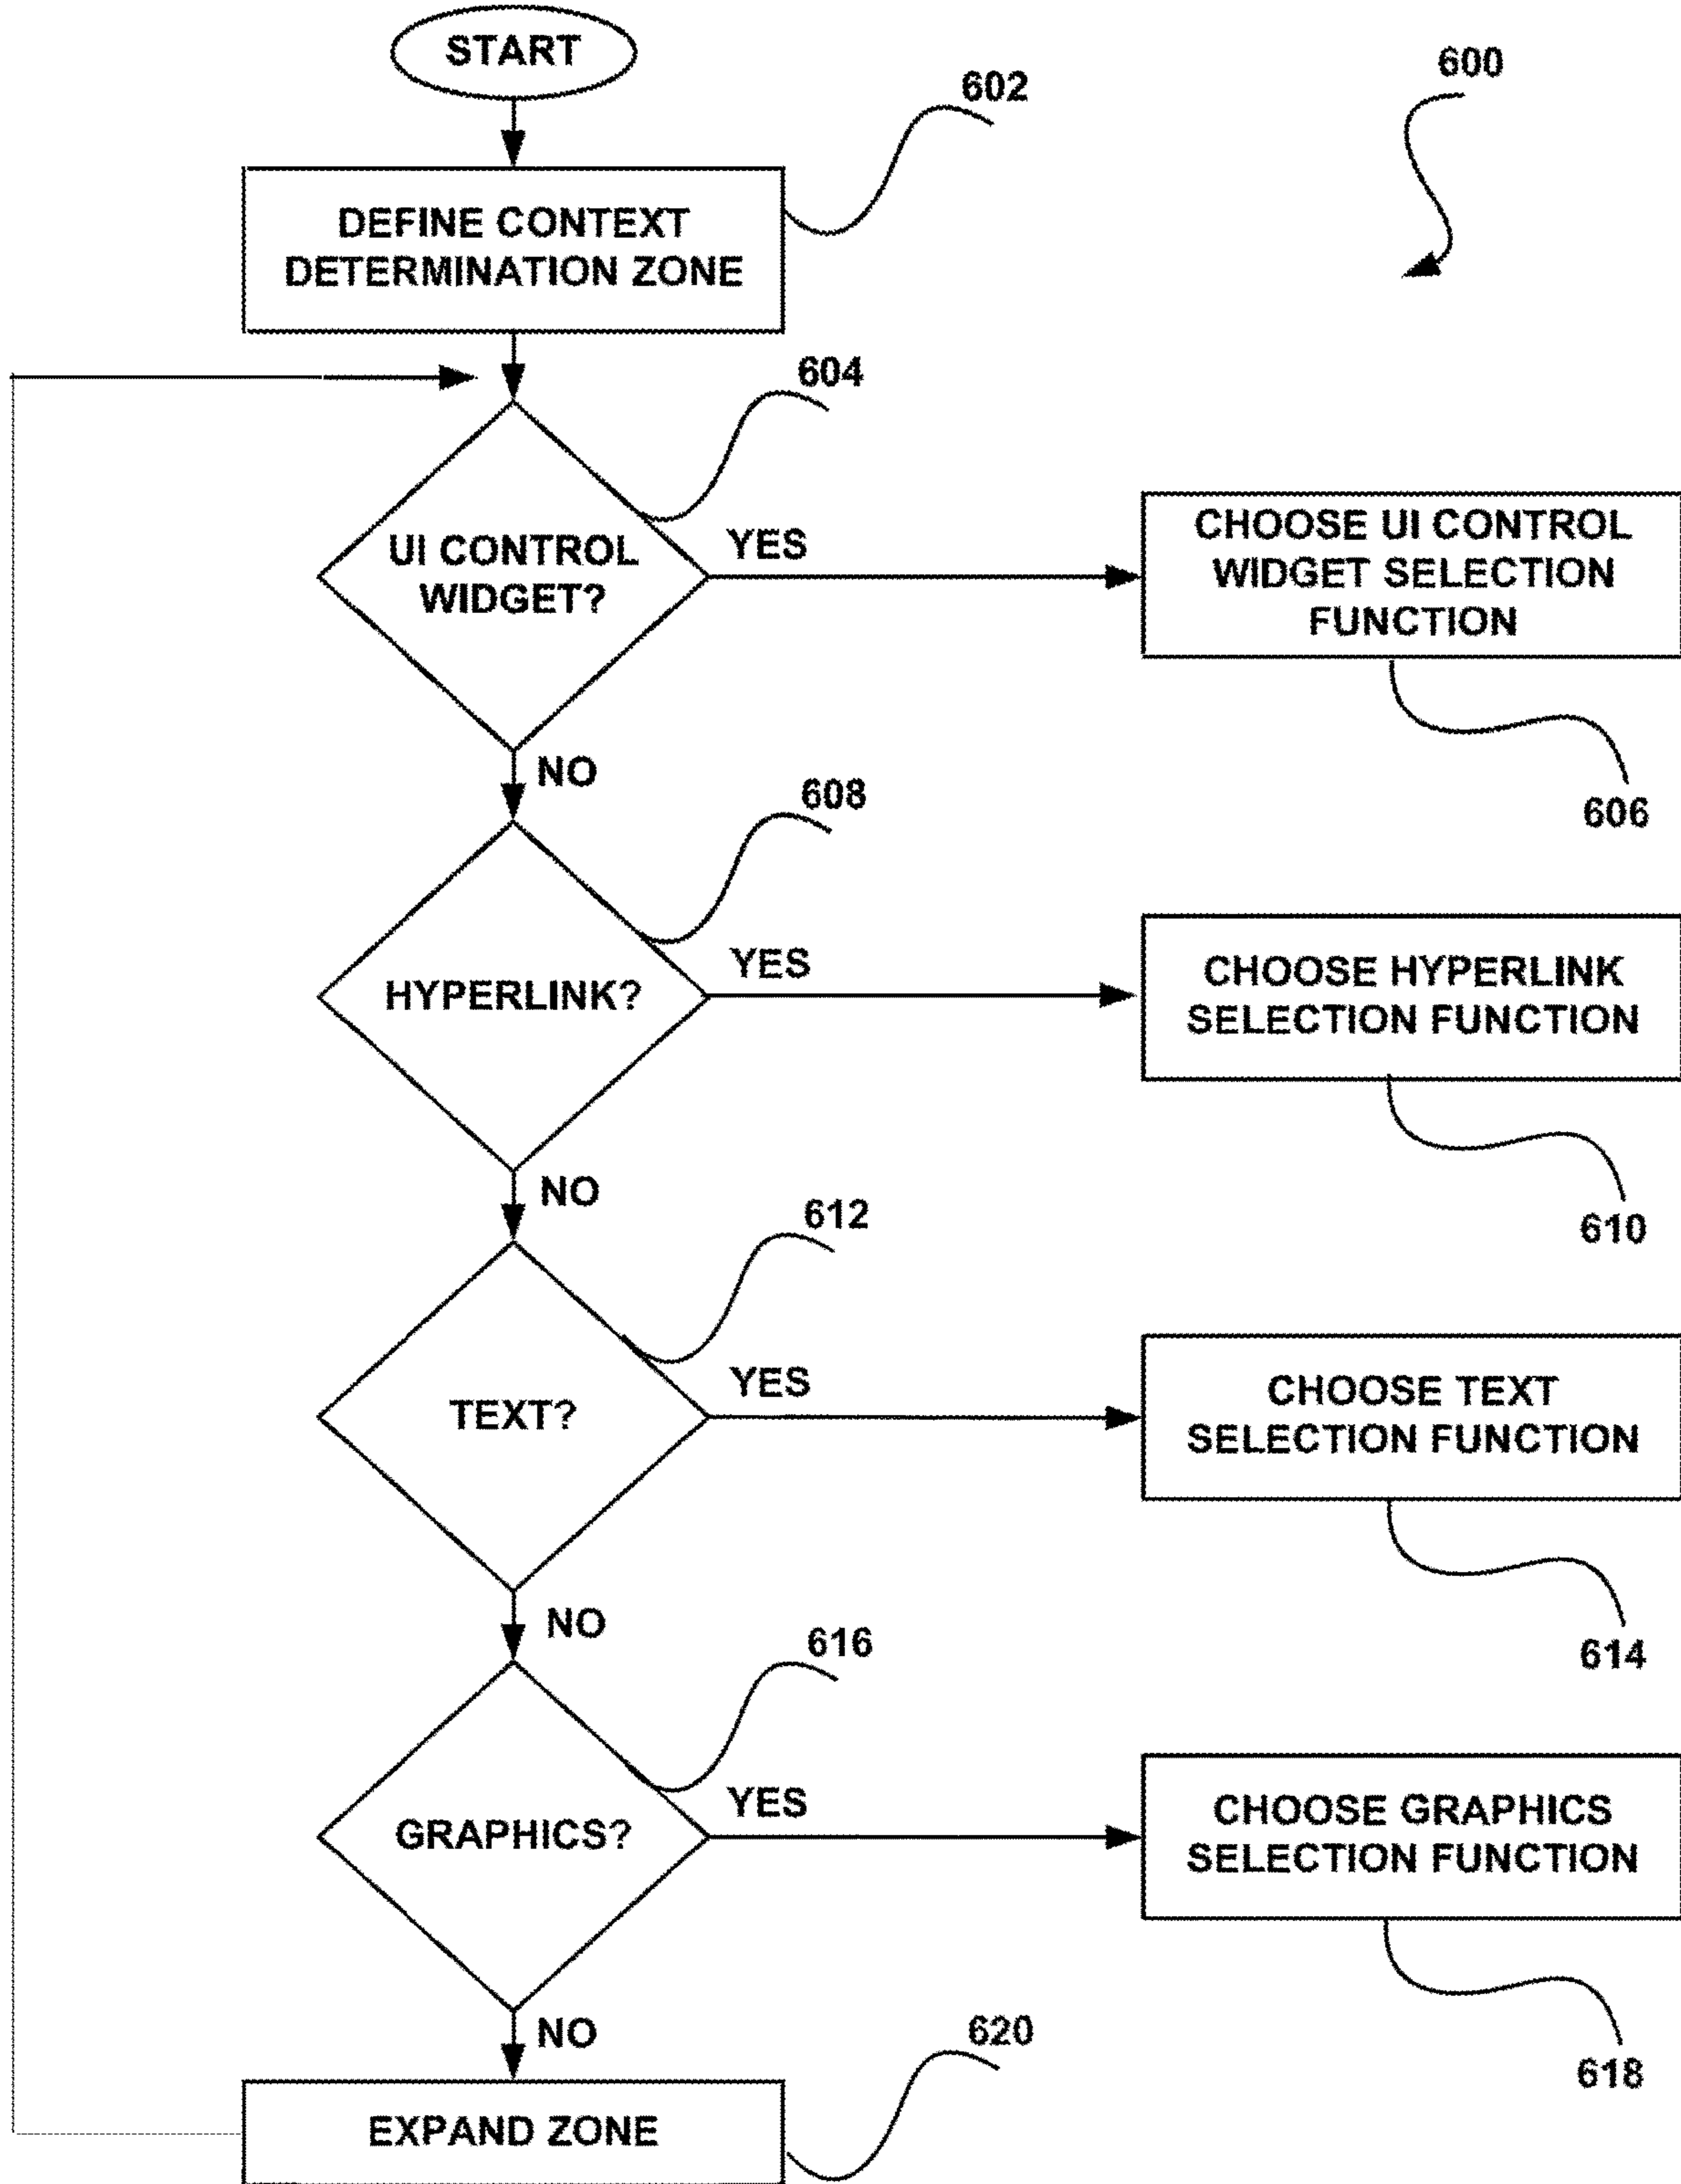 START
602
600
DEFINE CONTEXT
DETERMINATION ZONE
604
UI CONTROL
WIDGET?
YES
CHOOSE UI CONTROL
WIDGET SELECTION
FUNCTION
606
NO
608
HYPERLINK?
YES
CHOOSE HYPERLINK
SELECTION FUNCTION
610
NO
612
TEXT?
YES
CHOOSE TEXT
SELECTION FUNCTION
614
NO
616
GRAPHICS?
YES
CHOOSE GRAPHICS
SELECTION FUNCTION
618
NO
620
EXPAND ZONE